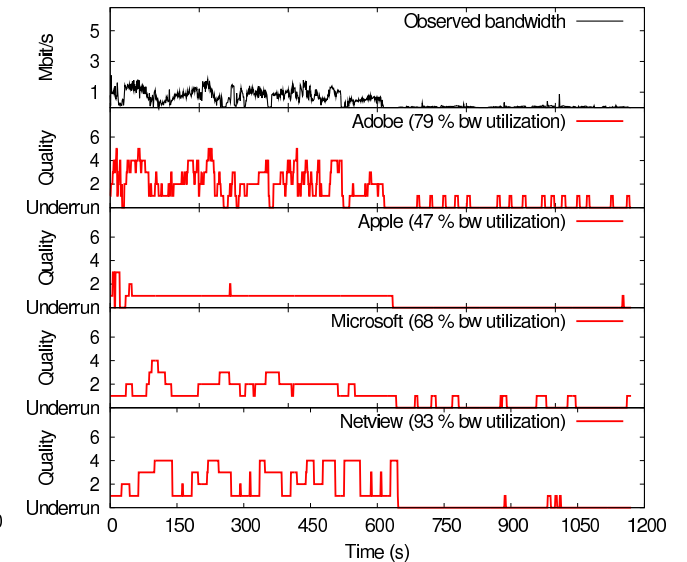 Observed bandwidth
Mbit/s
5
3
1
Adobe (79 % bw utilization)
Quality
6
4
2
Underrun
Apple (47 % bw utilization)
Quality
6
4
2
Underrun
Microsoft (68 % bw utilization)
Quality
6
4
2
Underrun
Netview (93 % bw utilization)
Quality
6
4
2
Underrun
0 150 300 450 600 750 900 1050 1200
Time (s)